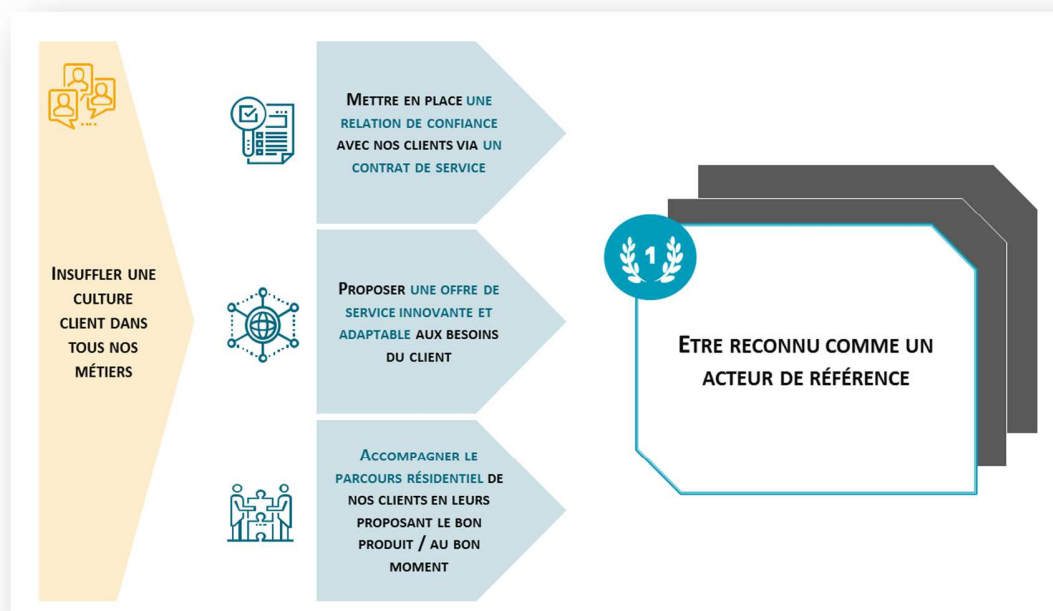 INSUFFLER UNE
CULTURE
CLIENT DANS
TOUS NOS
MÉTIERS
METTRE EN PLACE UNE
RELATION DE CONFIANCE
AVEC NOS CLIENTS VIA UN
CONTRAT DE SERVICE
PROPOSER UNE OFFRE DE
SERVICE INNOVANTE ET
ADAPTABLE AUX BESOINS
DU CLIENT
ACCOMPAGNER LE
PARCOURS RÉSIDENTIEL DE
NOS CLIENTS EN LEURS
PROPOSANT LE BON
PRODUIT / AU BON
MOMENT
1
ETRE RECONNU COMME UN
ACTEUR DE RÉFÉRENCE